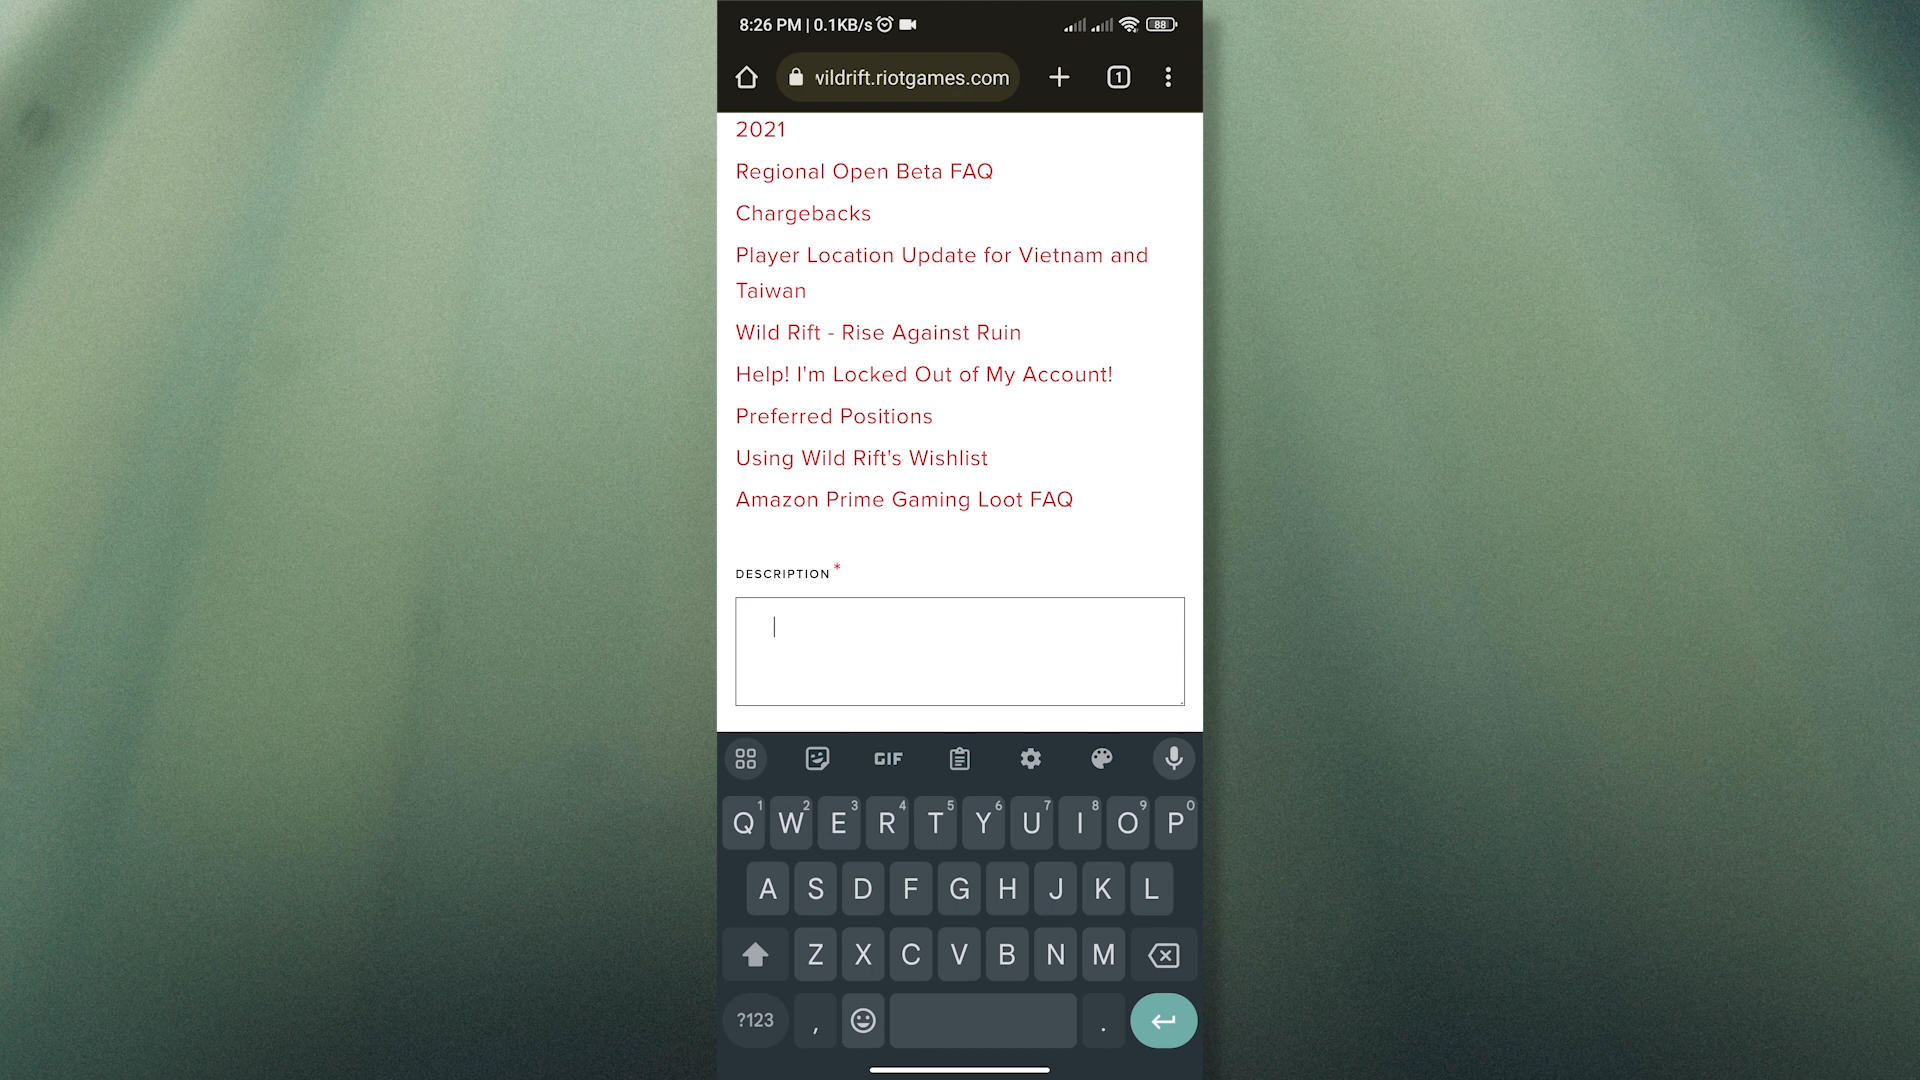 8:26 PM | 0.1KB/s 88
vildrift.riotgames.com 1
2021
Regional Open Beta FAQ
Chargebacks
Player Location Update for Vietnam and
Taiwan
Wild Rift - Rise Against Ruin
Help! I'm Locked Out of My Account!
Preferred Positions
Using Wild Rift's Wishlist
Amazon Prime Gaming Loot FAQ
DESCRIPTION *
GIF
Q 1 W 2 E 3 R 4 T 5 Y 6 U 7 I 8 O 9 P 0
A S D F G H J K L
Z X C V B N M
?123 , .